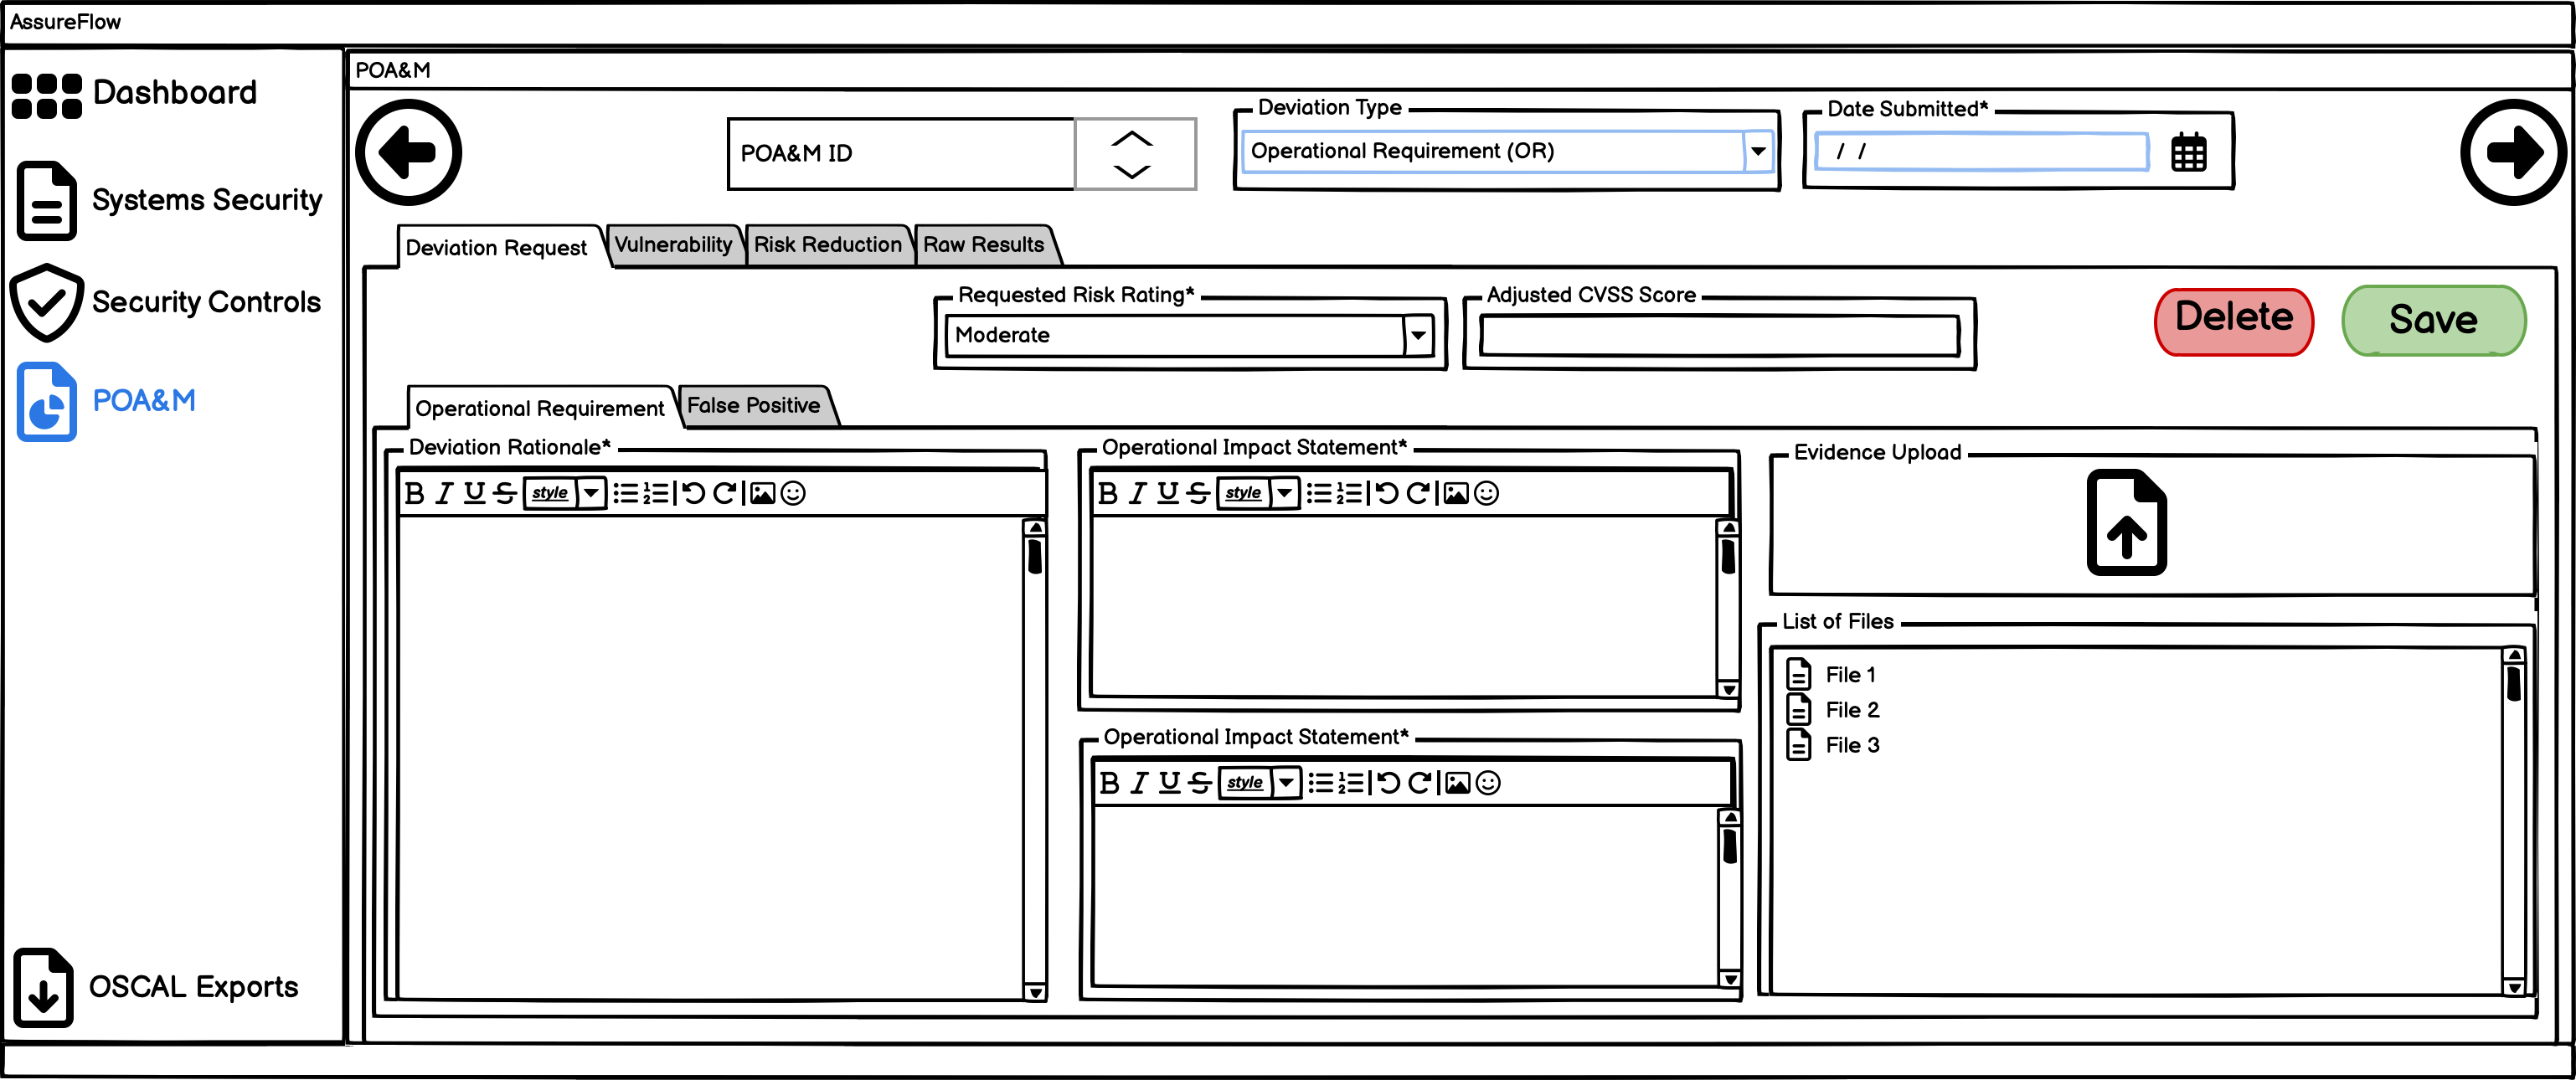 AssureFlow
Dashboard
Systems Security
Security Controls
POA&M
OSCAL Exports
POA&M
POA&M ID
Deviation Type
Operational Requirement (OR)
Date Submitted*
/ /
Deviation Request
Vulnerability
Risk Reduction
Raw Results
Requested Risk Rating*
Moderate
Adjusted CVSS Score
Delete
Save
Operational Requirement
False Positive
Deviation Rationale*
B I U S style
Operational Impact Statement*
B I U S style
Operational Impact Statement*
B I U S style
Evidence Upload
List of Files
File 1
File 2
File 3